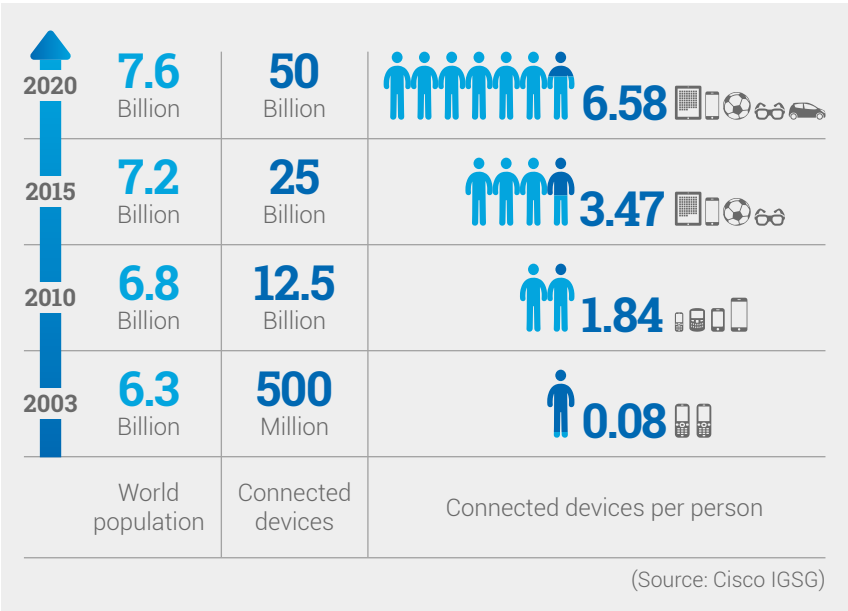 2020
7.6
Billion
50
Billion
6.58
2015
7.2
Billion
25
Billion
3.47
2010
6.8
Billion
12.5
Billion
1.84
2003
6.3
Billion
500
Million
0.08
World
population
Connected
devices
Connected devices per person
(Source: Cisco IGSG)